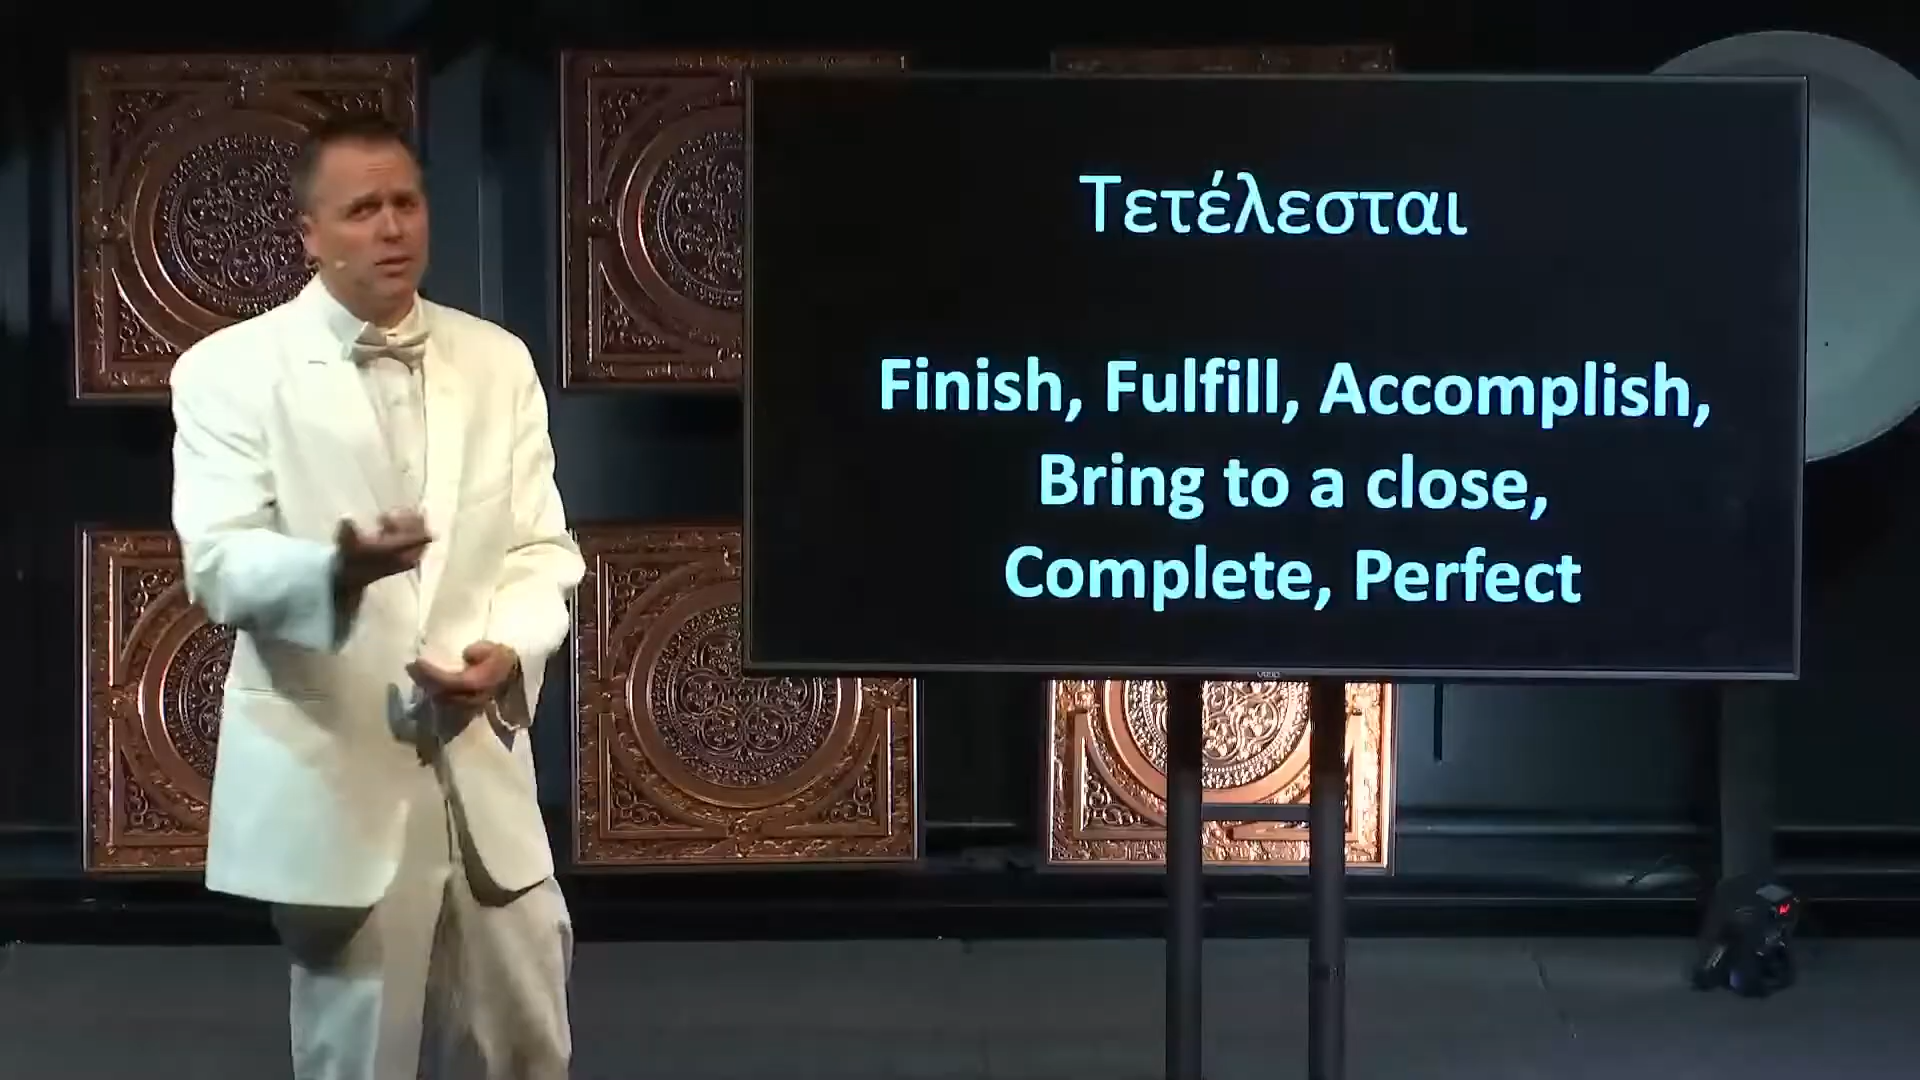 Τετέλεσται
Finish, Fulfill, Accomplish,
Bring to a close,
Complete, Perfect